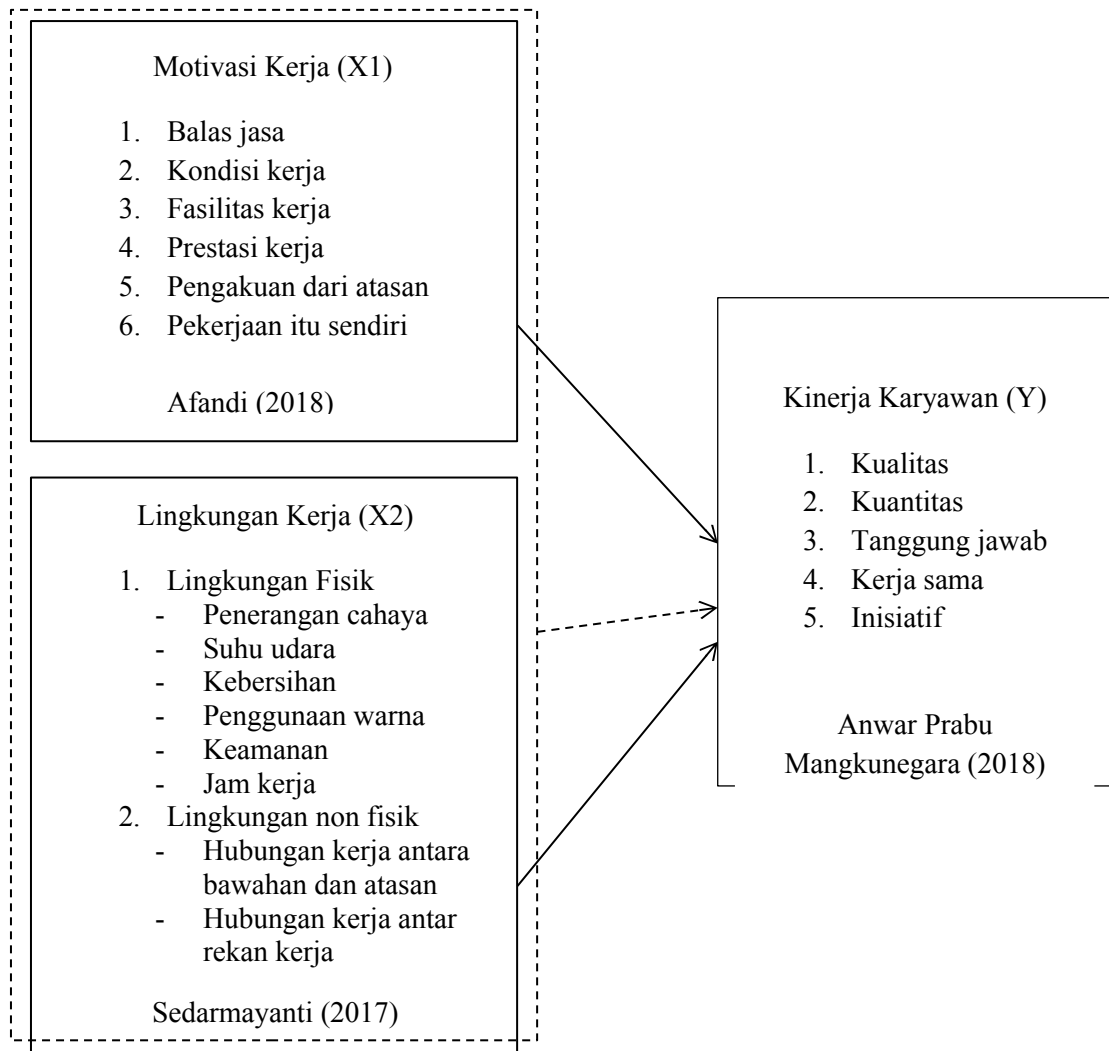 Motivasi Kerja (X1)
1. Balas jasa
2. Kondisi kerja
3. Fasilitas kerja
4. Prestasi kerja
5. Pengakuan dari atasan
6. Pekerjaan itu sendiri
Afandi (2018)
Lingkungan Kerja (X2)
1. Lingkungan Fisik
- Penerangan cahaya
- Suhu udara
- Kebersihan
- Penggunaan warna
- Keamanan
- Jam kerja
2. Lingkungan non fisik
- Hubungan kerja antara
bawahan dan atasan
- Hubungan kerja antar
rekan kerja
Sedarmayanti (2017)
Kinerja Karyawan (Y)
1. Kualitas
2. Kuantitas
3. Tanggung jawab
4. Kerja sama
5. Inisiatif
Anwar Prabu
Mangkunegara (2018)